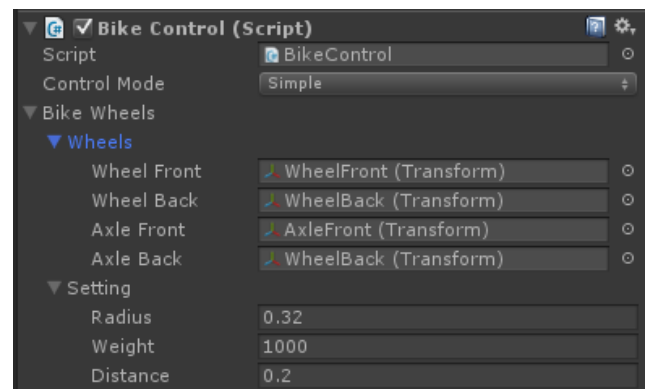 Bike Control (Script)
Script BikeControl
Control Mode Simple
Bike Wheels
Wheels
Wheel Front WheelFront (Transform)
Wheel Back WheelBack (Transform)
Axle Front AxleFront (Transform)
Axle Back WheelBack (Transform)
Setting
Radius 0.32
Weight 1000
Distance 0.2